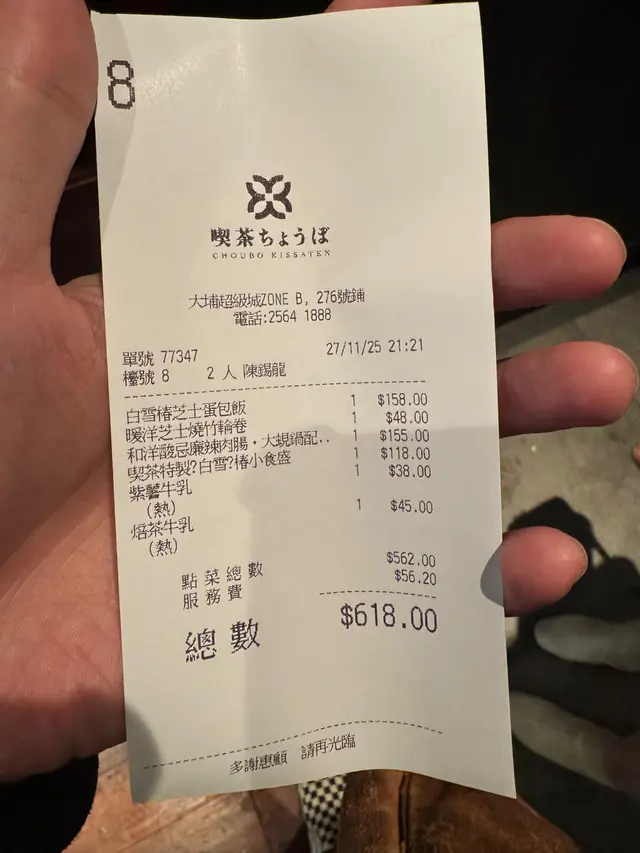 8
喫茶ちょうぼ
CHOUBO KISSATEN
大埔超級城ZONE B, 276號鋪
電話:2564 1888
單號 77347 27/11/25 21:21
檯號 8 2 人 陳錫龍
白雪椿芝士蛋包飯 1 $158.00
暖洋芝士燒竹輪卷 1 $48.00
和洋酸忌廉辣肉腸・大蜆鍋配.. 1 $155.00
喫茶特製?白雪?椿小食盛 1 $118.00
紫薯牛乳 1 $38.00
(熱)
焙茶牛乳 1 $45.00
(熱)
點菜總數 $562.00
服務費 $56.20
總數 $618.00
多謝惠顧 請再光臨